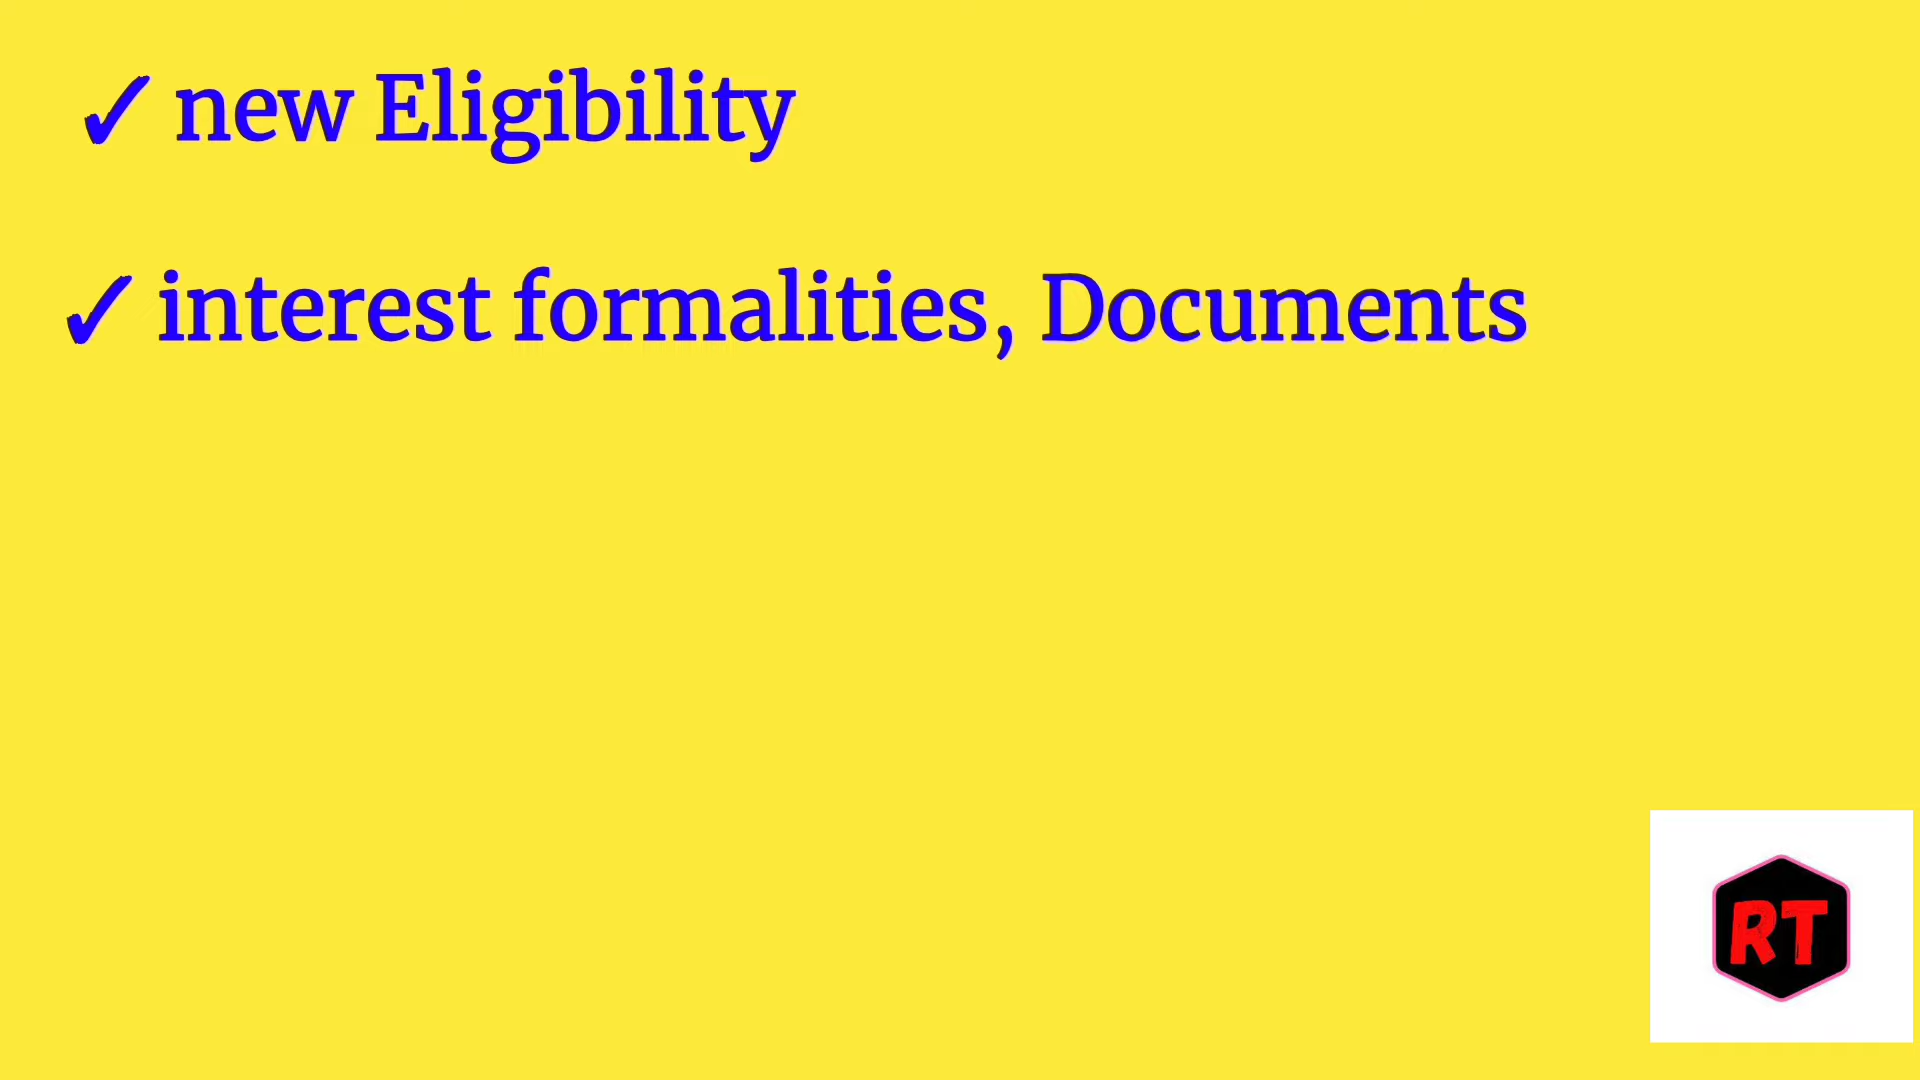 ✓ new Eligibility
✓ interest formalities, Documents
RT